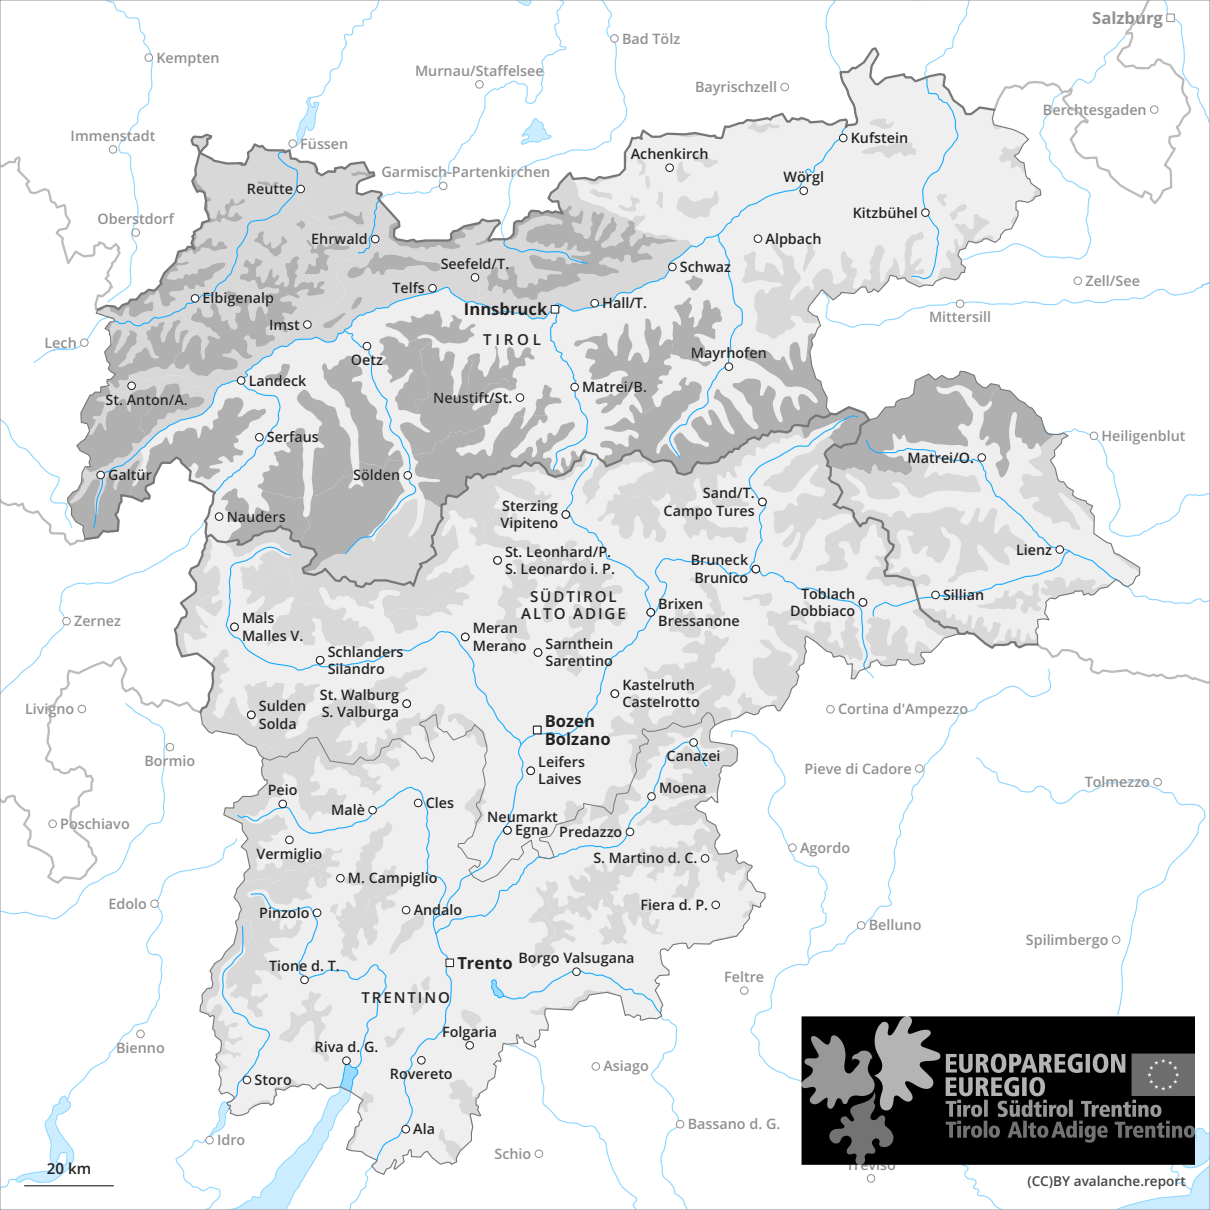 Salzburg
Bad Tölz
Kempten
Murnau/Staffelsee
Bayrischzell
Berchtesgaden
Immenstadt
Füssen
Kufstein
Achenkirch
Garmisch-Partenkirchen
Wörgl
Reutte
Oberstdorf
Kitzbühel
Ehrwald
Alpbach
Seefeld/T.
Schwaz
Zell/See
Telfs
Elbigenalp
Hall/T.
Innsbruck
Mittersill
Imst
TIROL
Lech
Mayrhofen
Oetz
Landeck
Matrei/B.
St. Anton/A.
Neustift/St.
Serfaus
Heiligenblut
Matrei/O.
Galtür
Sölden
Sand/T.
Campo Tures
Sterzing
Vipiteno
Nauders
Lienz
St. Leonhard/P.
S. Leonardo i. P.
Bruneck
Brunico
SÜDTIROL
ALTO ADIGE
Toblach
Dobbiaco
Sillian
Brixen
Bressanone
Zernez
Mals
Malles V.
Meran
Merano
Sarnthein
Sarentino
Schlanders
Silandro
Kastelruth
Castelrotto
St. Walburg
S. Valburga
Sulden
Solda
Livigno
Cortina d'Ampezzo
Bozen
Bolzano
Bormio
Canazei
Leifers
Laives
Pieve di Cadore
Tolmezzo
Peio
Moena
Malè
Cles
Neumarkt
Egna
Predazzo
Poschiavo
Agordo
Vermiglio
S. Martino d. C.
M. Campiglio
Edolo
Pinzolo
Andalo
Fiera d. P.
Belluno
Spilimbergo
Borgo Valsugana
Trento
Tione d. T.
Feltre
TRENTINO
Folgaria
Bienno
Riva d. G.
Asiago
Rovereto
Storo
EUROPAREGION
EUREGIO
Tirol Südtirol Trentino
Tirolo Alto Adige Trentino
Bassano d. G.
Ala
Idro
Schio
Treviso
20 km
(CC)BY avalanche.report